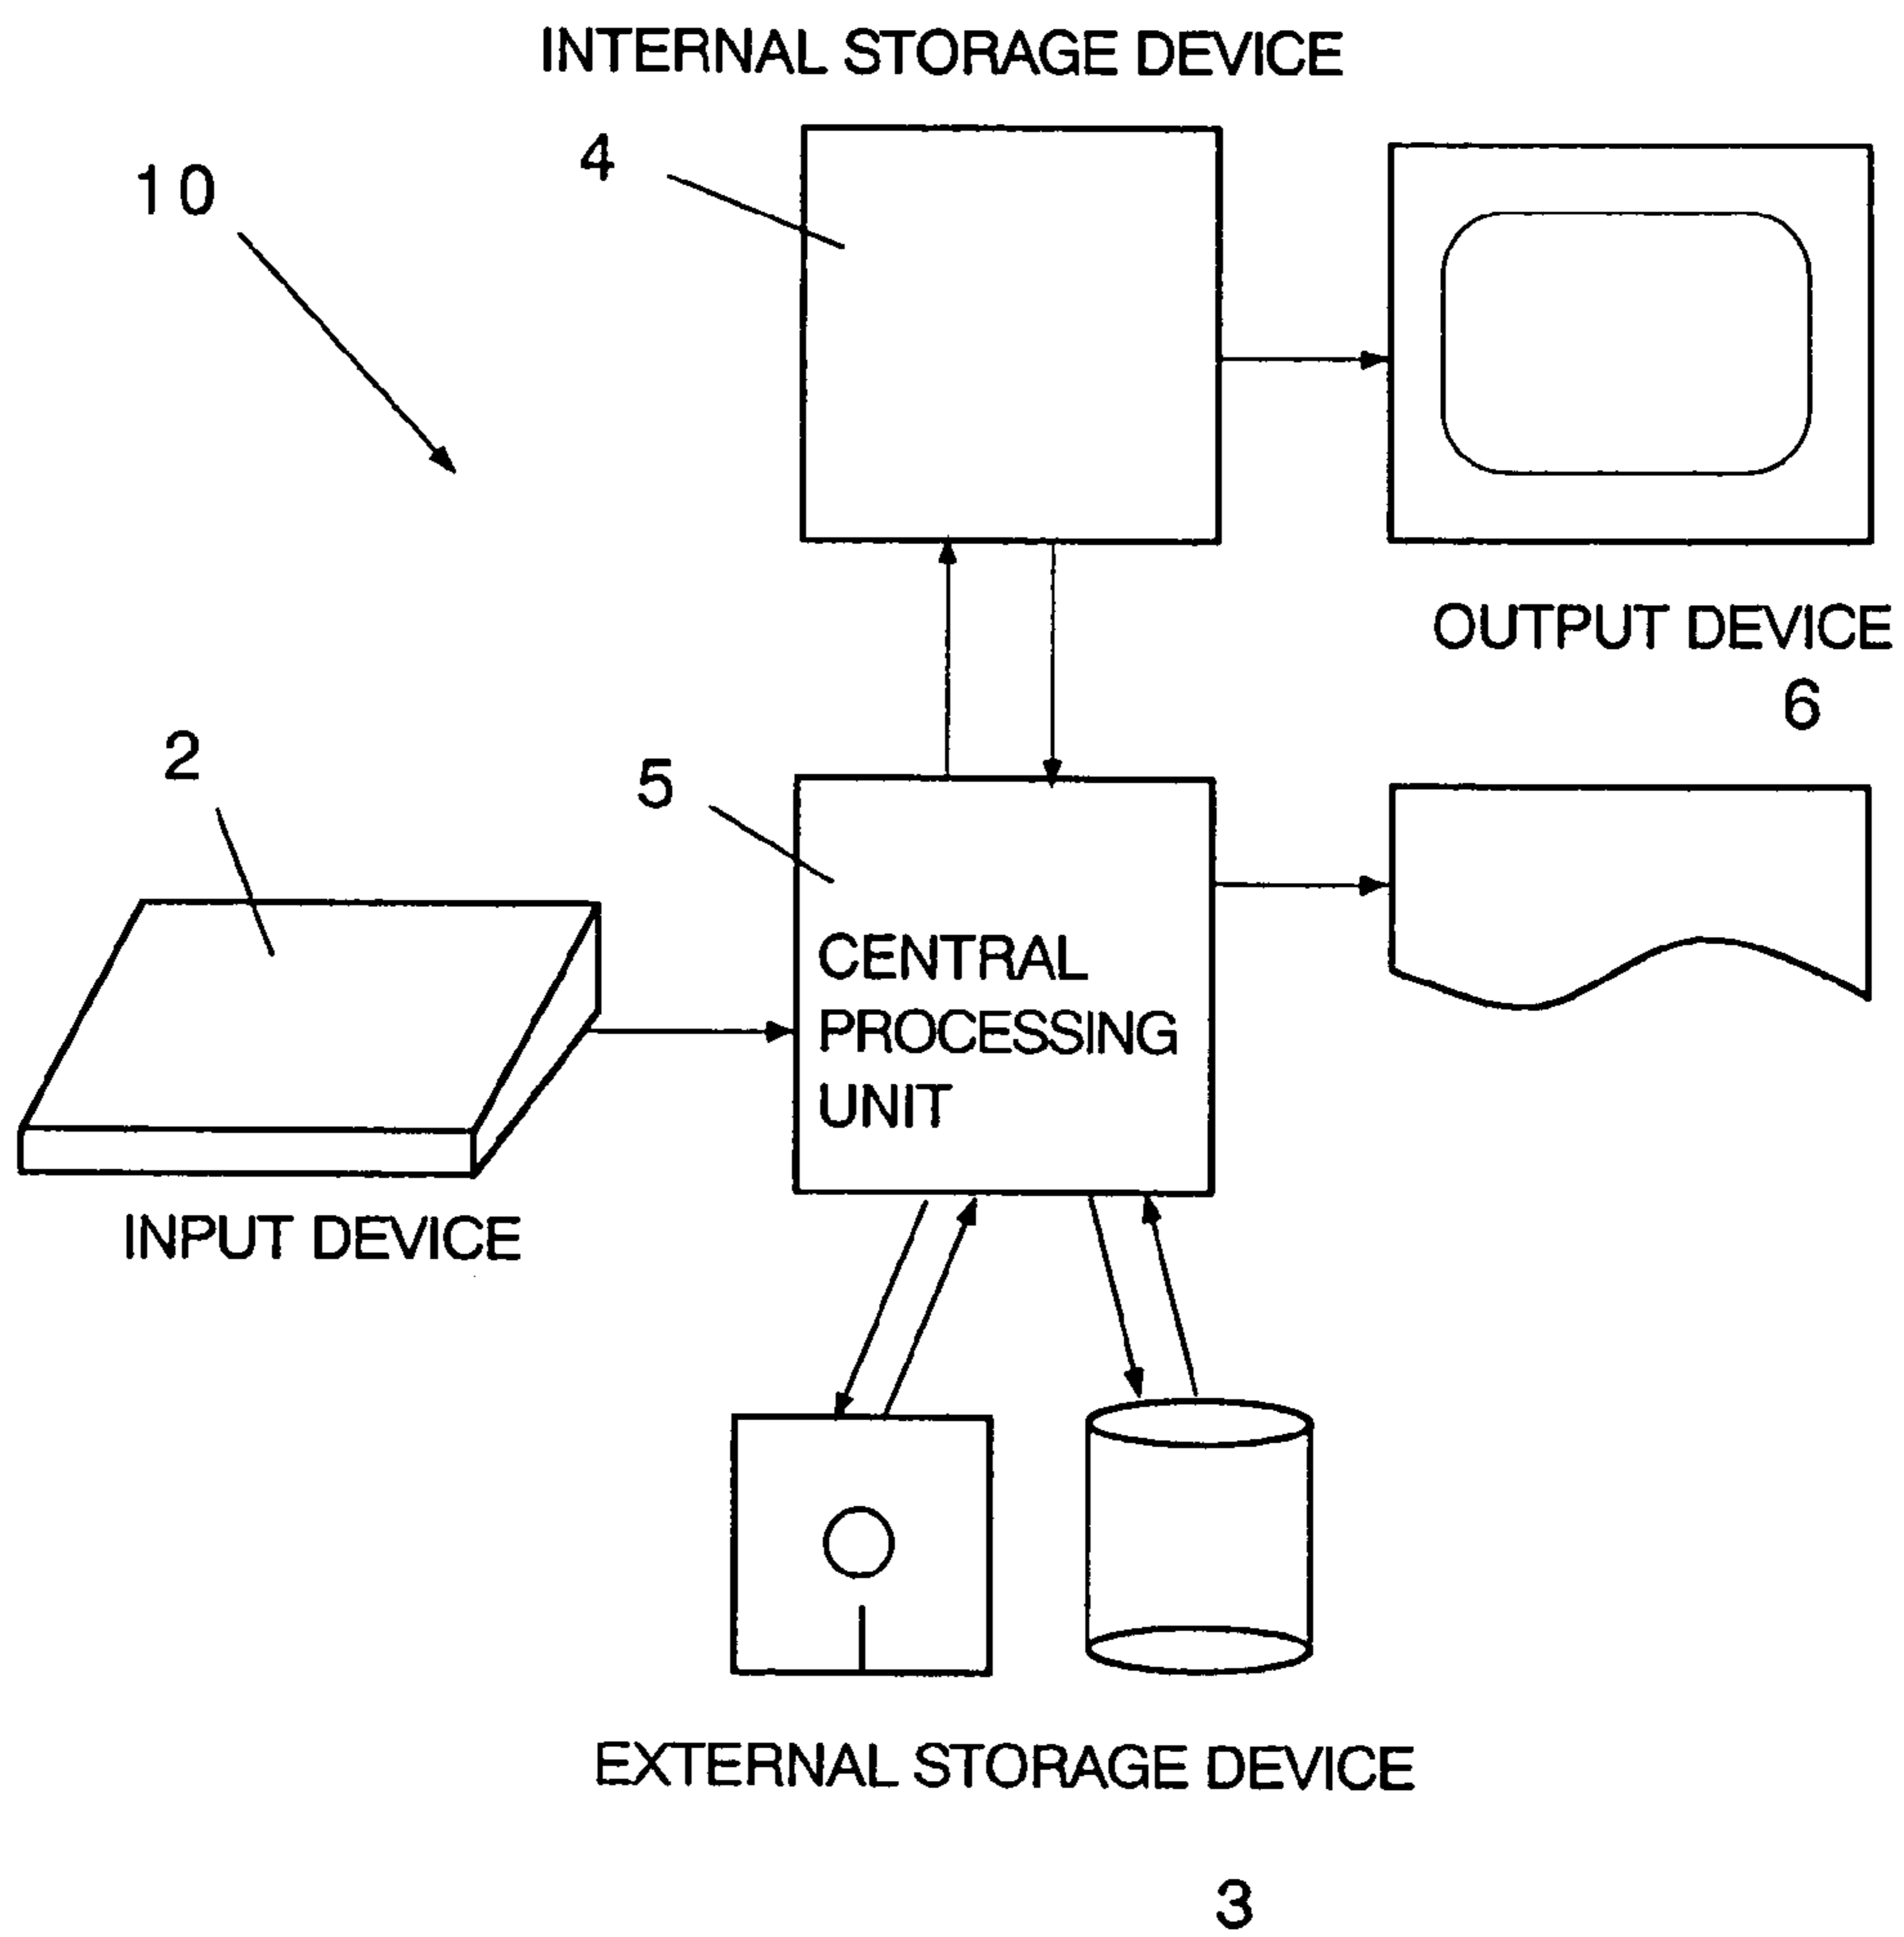 INTERNAL STORAGE DEVICE
4
10
OUTPUT DEVICE
6
2
5
CENTRAL
PROCESSING
UNIT
INPUT DEVICE
EXTERNAL STORAGE DEVICE
3